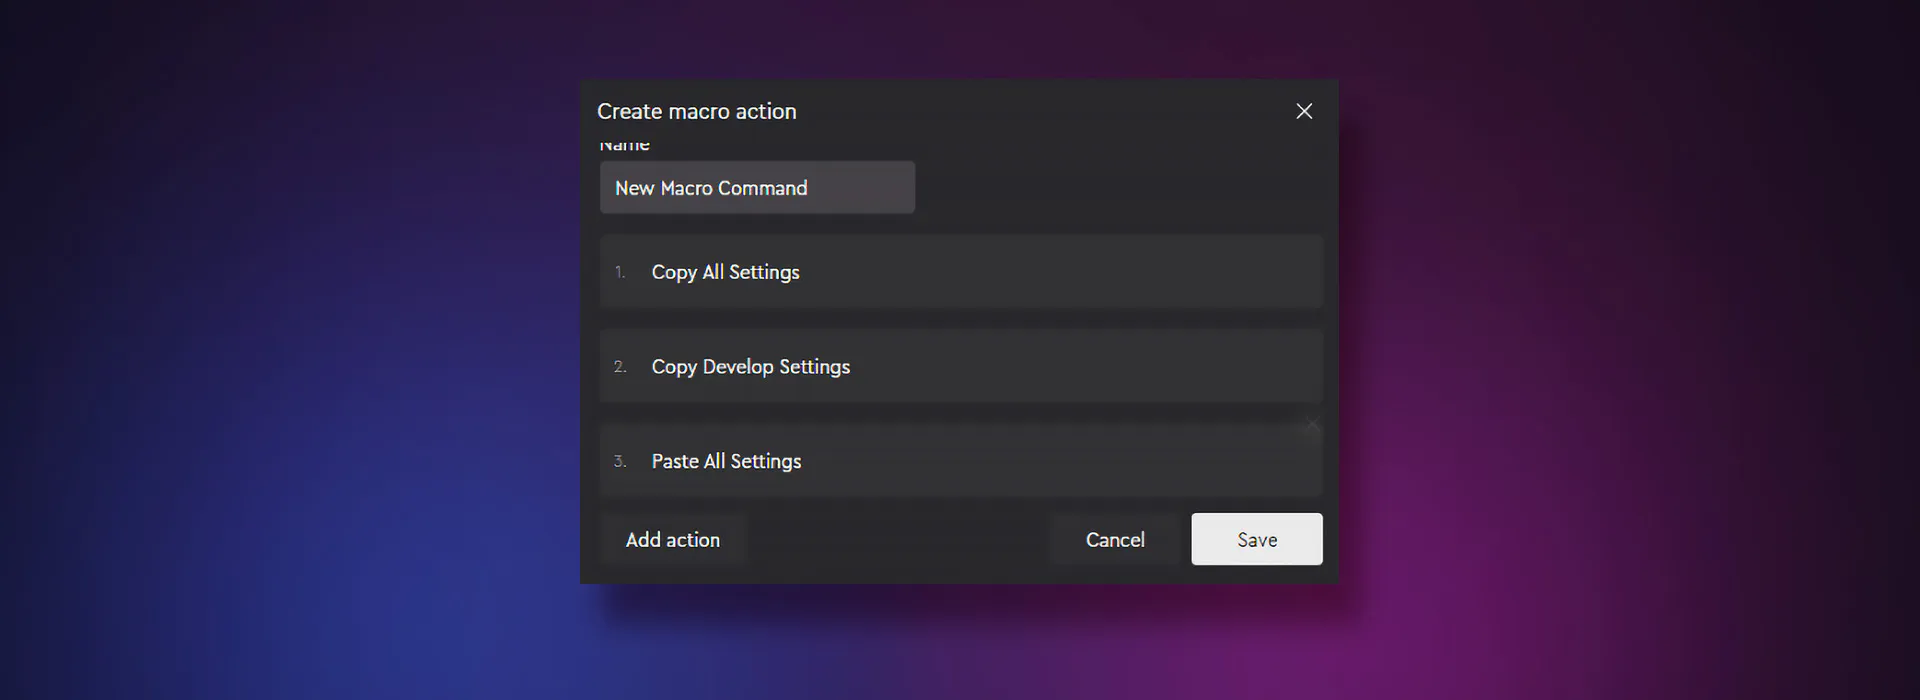 Create macro action
Name
New Macro Command
1. Copy All Settings
2. Copy Develop Settings
3. Paste All Settings
Add action Cancel Save